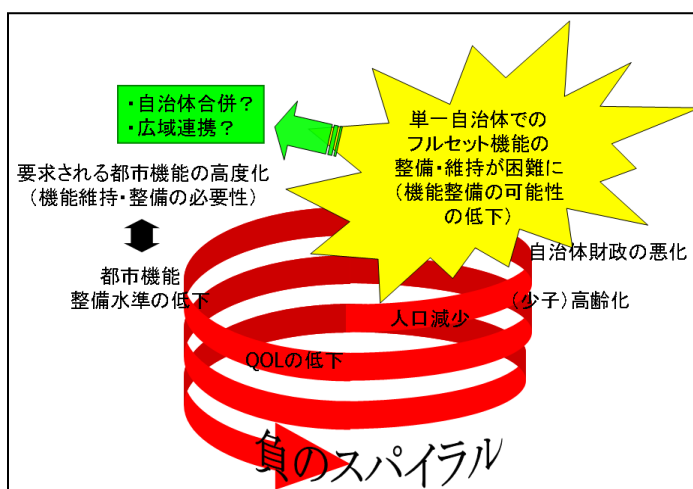 ・自治体合併?
・広域連携?
単一自治体での
フルセット機能の
整備・維持が困難に
(機能整備の可能性
の低下)
要求される都市機能の高度化
(機能維持・整備の必要性)
都市機能
整備水準の低下
自治体財政の悪化
(少子)高齢化
人口減少
QOLの低下
負のスパイラル